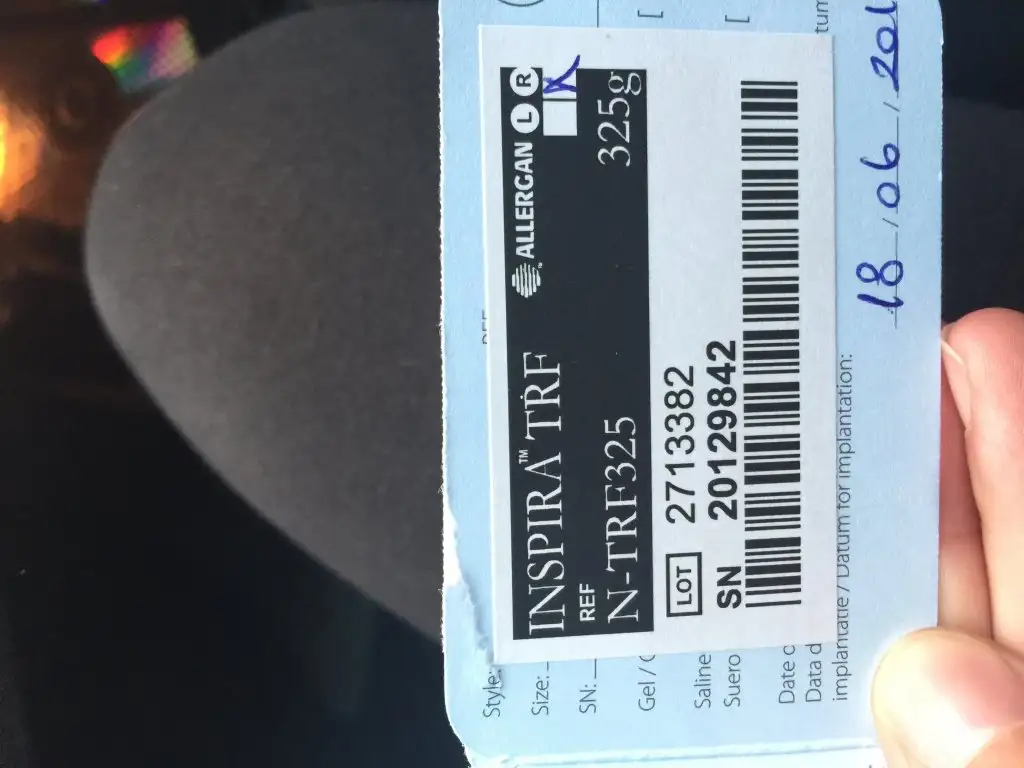 INSPIRA™ TRF ALLERGAN L R
REF
N-TRF325 325g
LOT 2713382
SN 20129842
Style:
Size:
SN:
Gel /
Saline
Suero
Date
Data d
implantatie / Datum for implantation:
18/06/201